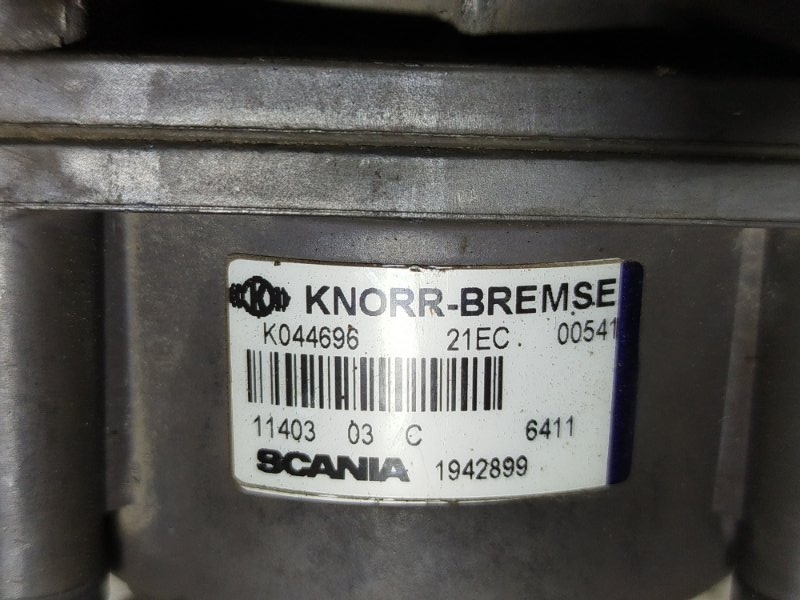 K KNORR-BREMSE
K044696 21EC 00541
11403 03 C 6411
SCANIA 1942899